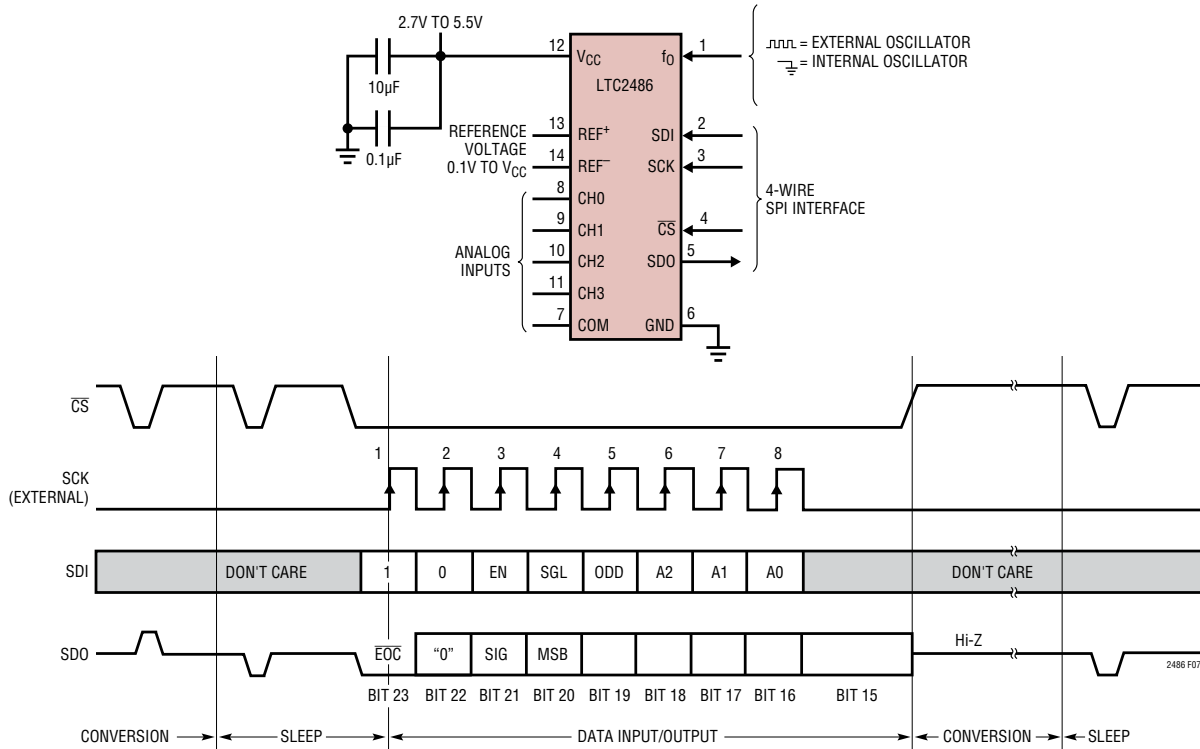 2.7V TO 5.5V
12
VCC
fO
1
= EXTERNAL OSCILLATOR
= INTERNAL OSCILLATOR
10µF
LTC2486
0.1µF
REFERENCE
VOLTAGE
0.1V TO VCC
13
REF+
SDI
2
14
REF–
SCK
3
4-WIRE
SPI INTERFACE
ANALOG
INPUTS
8
CH0
9
CH1
CS
4
10
CH2
SDO
5
11
CH3
7
COM
GND
6
CS
SCK
(EXTERNAL)
1 2 3 4 5 6 7 8
SDI
DON'T CARE 1 0 EN SGL ODD A2 A1 A0 DON'T CARE
SDO
EOC "0" SIG MSB Hi-Z
2486 F07
BIT 23 BIT 22 BIT 21 BIT 20 BIT 19 BIT 18 BIT 17 BIT 16 BIT 15
CONVERSION SLEEP DATA INPUT/OUTPUT CONVERSION SLEEP